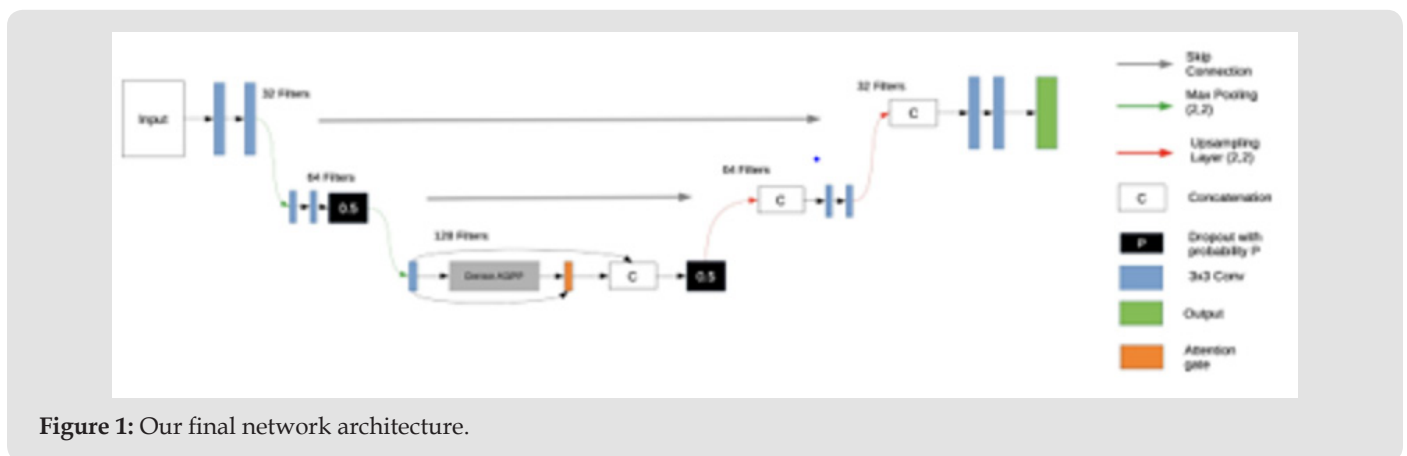 Input
32 Filters
64 Filters
0.5
128 Filters
Dense ASPP
C
0.5
64 Filters
C
32 Filters
C
Skip
Connection
Max Pooling
(2,2)
Upsampling
Layer (2,2)
C
Concatenation
P
Dropout with
probability P
3x3 Conv
Output
Attention
gate
Figure 1: Our final network architecture.